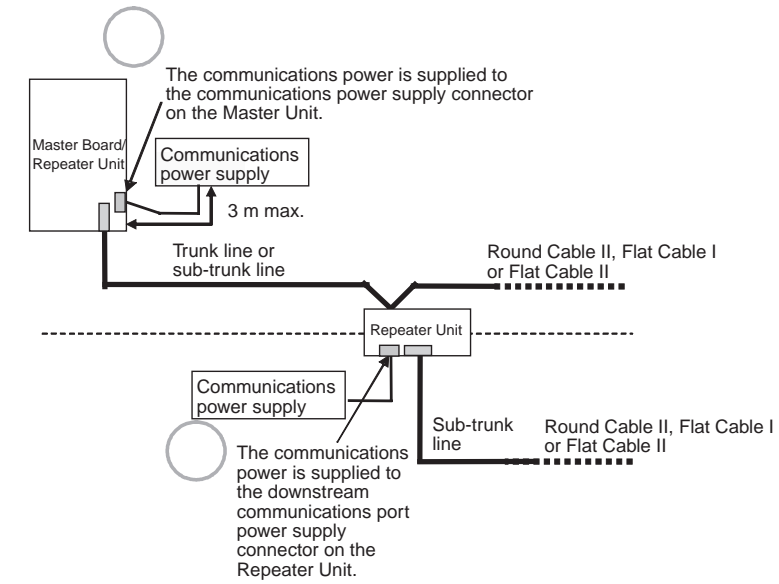 The communications power is supplied to
the communications power supply connector
on the Master Unit.
Master Board/
Repeater Unit
Communications
power supply
3 m max.
Trunk line or
sub-trunk line
Round Cable II, Flat Cable I
or Flat Cable II
Repeater Unit
Communications
power supply
Sub-trunk
line
Round Cable II, Flat Cable I
or Flat Cable II
The communications
power is supplied to
the downstream
communications port
power supply
connector on the
Repeater Unit.